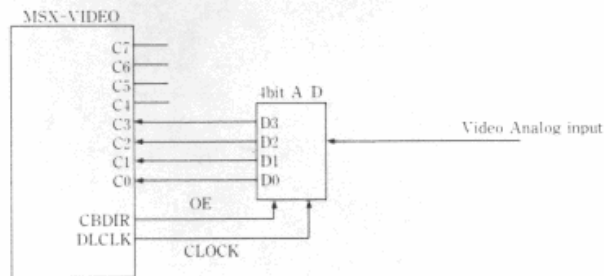 MSX-VIDEO
C7
C6
C5
C4
4bit A D
C3
D3
Video Analog input
C2
D2
C1
D1
C0
D0
OE
CBDIR
DLCLK
CLOCK